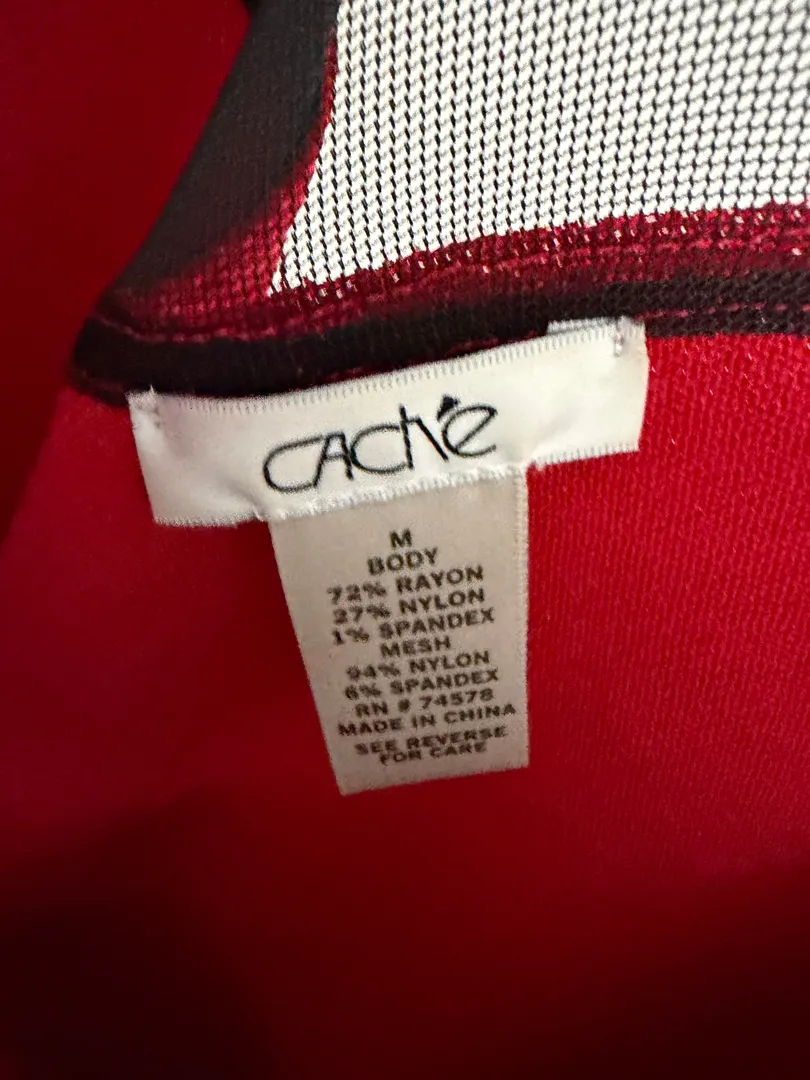 caché
M
BODY
72% RAYON
27% NYLON
1% SPANDEX
MESH
94% NYLON
6% SPANDEX
RN # 74578
MADE IN CHINA
SEE REVERSE
FOR CARE